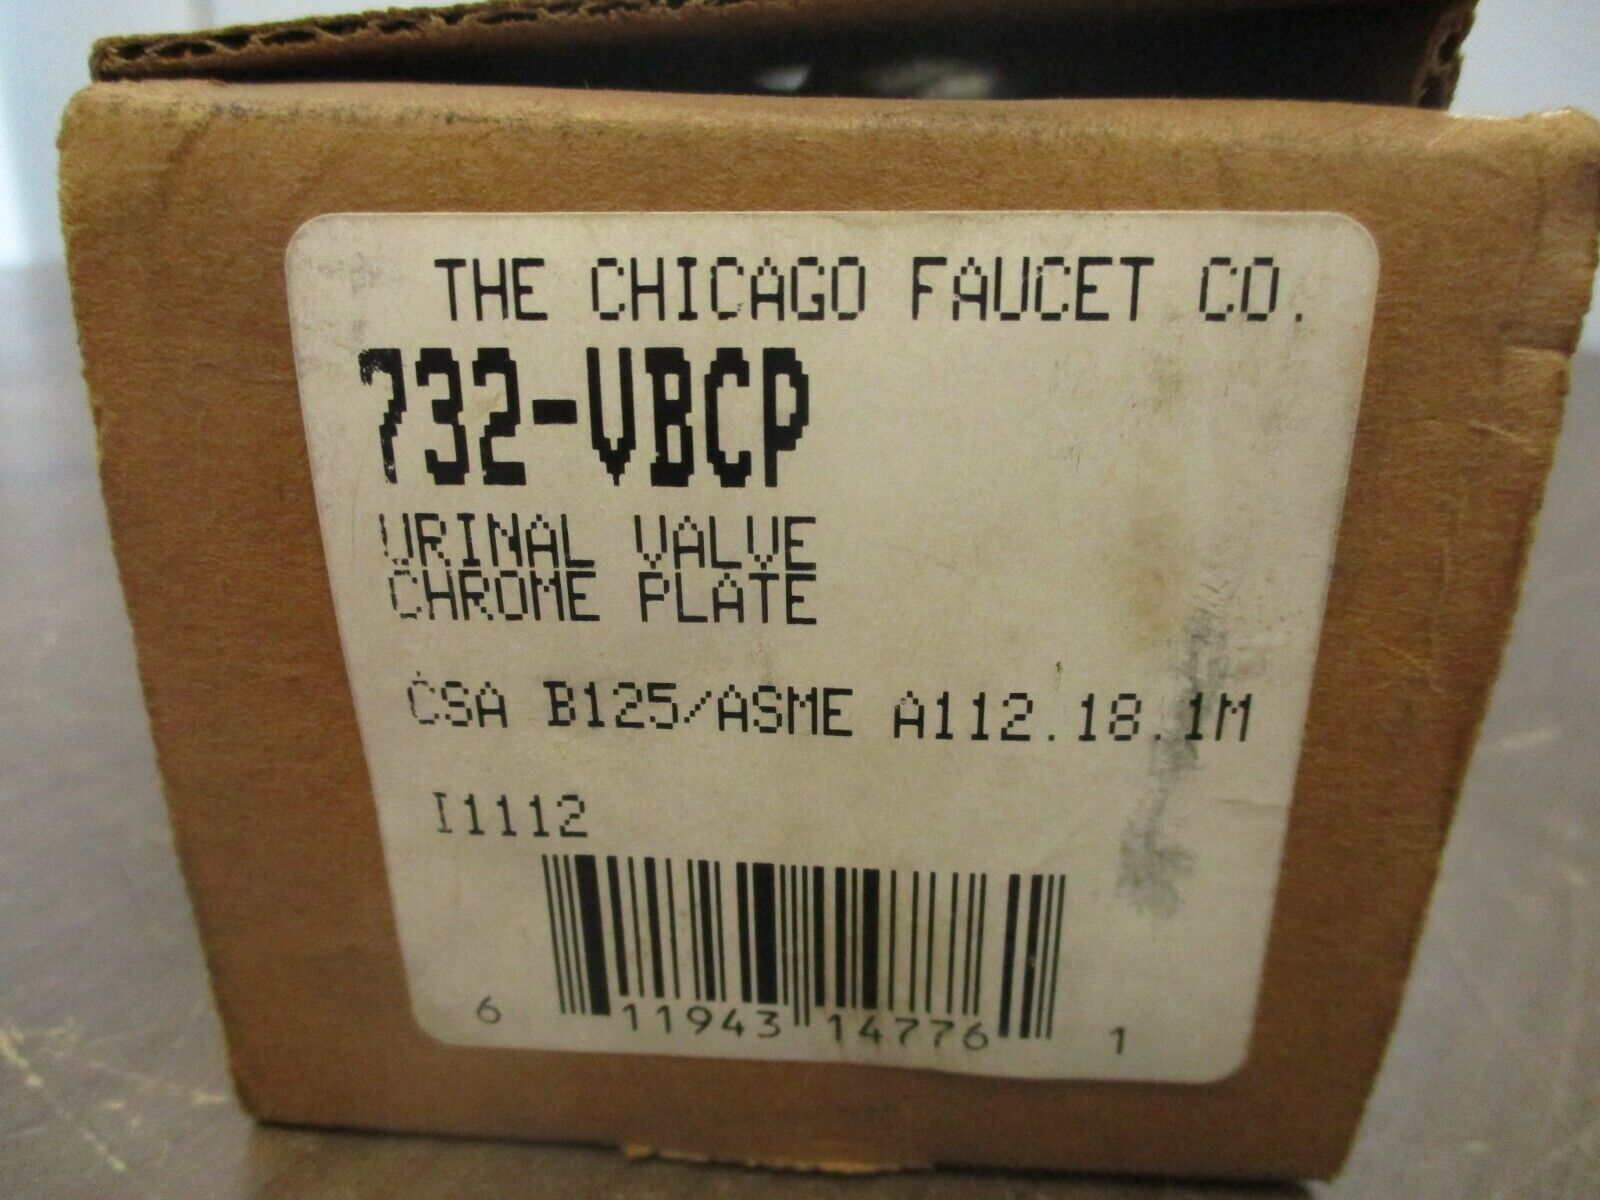 THE CHICAGO FAUCET CO.
732-VBCP
URINAL VALVE
CHROME PLATE
CSA B125/ASME A112.18.1M
I1112
6 11943 14776 1